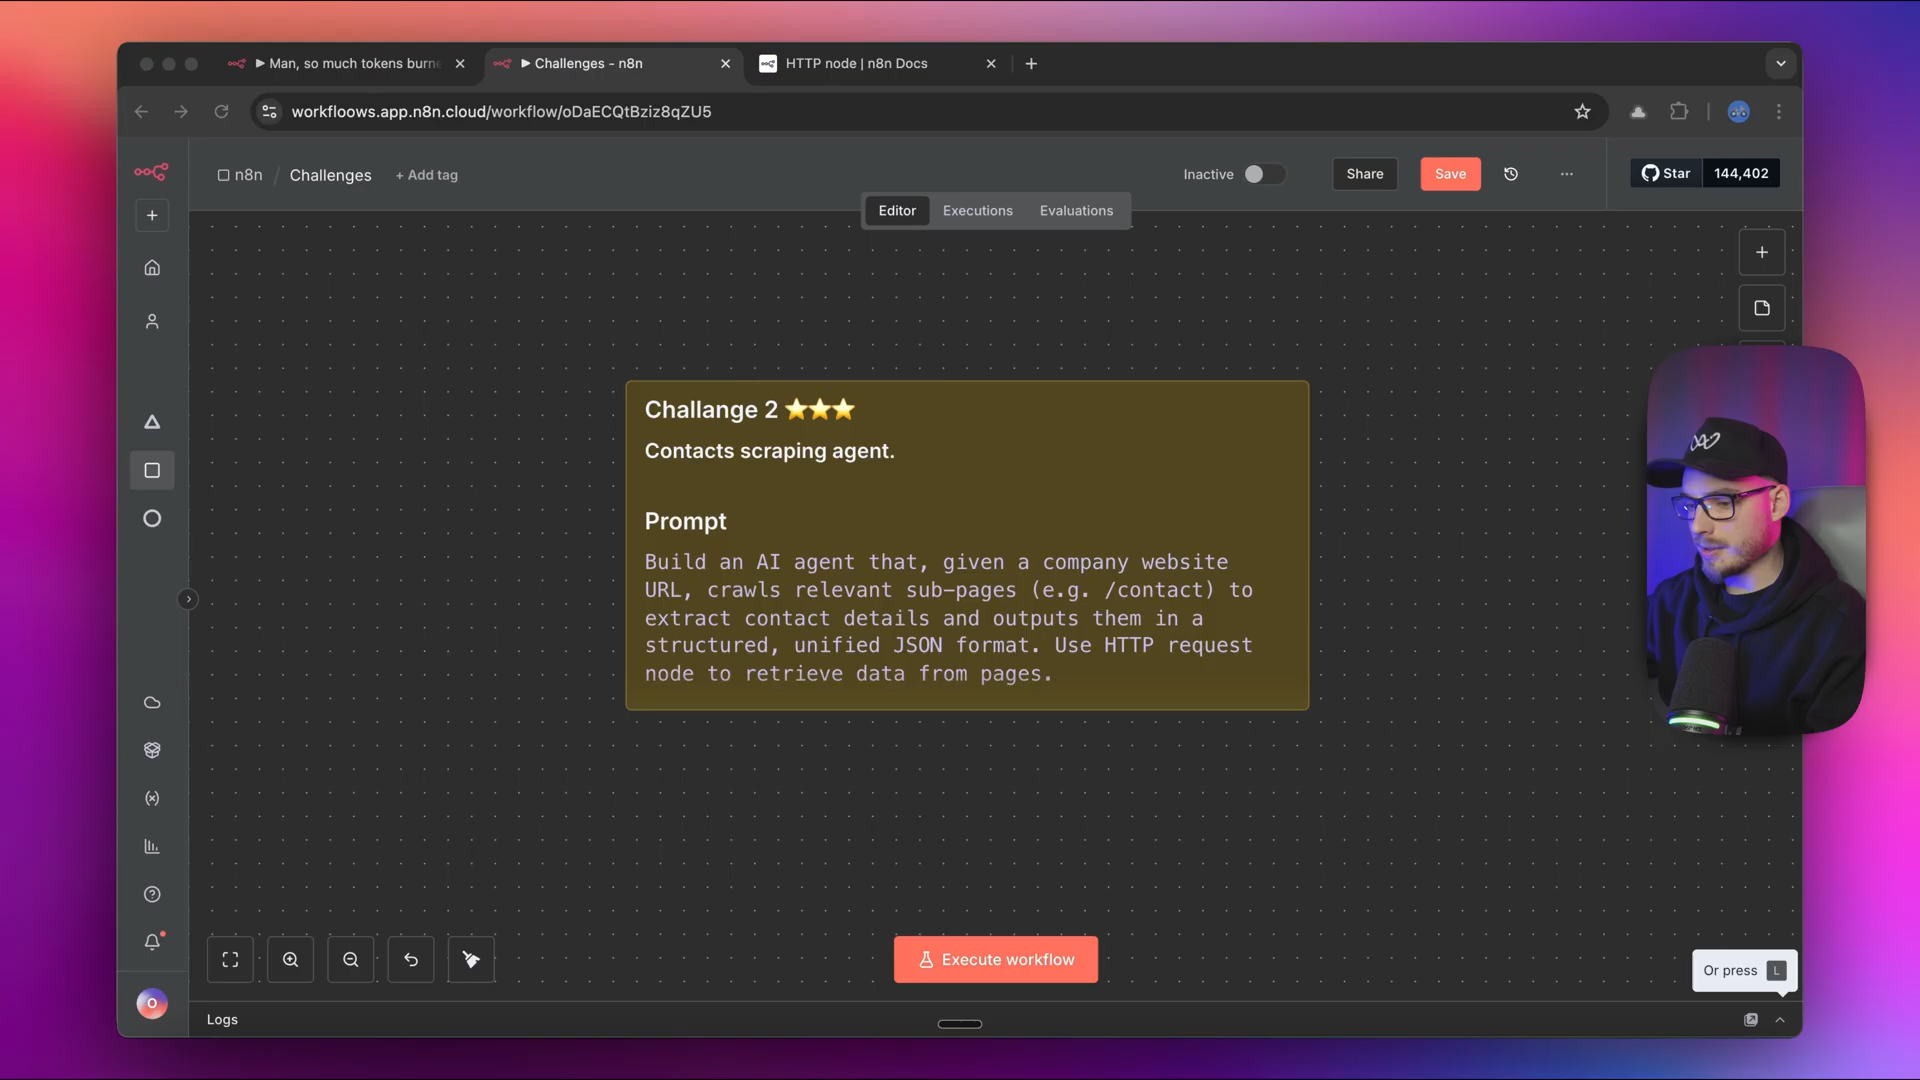 Man, so much tokens burne
Challenges - n8n
HTTP node | n8n Docs
workfloows.app.n8n.cloud/workflow/oDaECQtBziz8qZU5
n8n / Challenges + Add tag
Inactive
Share
Save
Star 144,402
Editor Executions Evaluations
Challange 2 ⭐⭐⭐
Contacts scraping agent.
Prompt
Build an AI agent that, given a company website
URL, crawls relevant sub-pages (e.g. /contact) to
extract contact details and outputs them in a
structured, unified JSON format. Use HTTP request
node to retrieve data from pages.
Execute workflow
Or press L
O
Logs